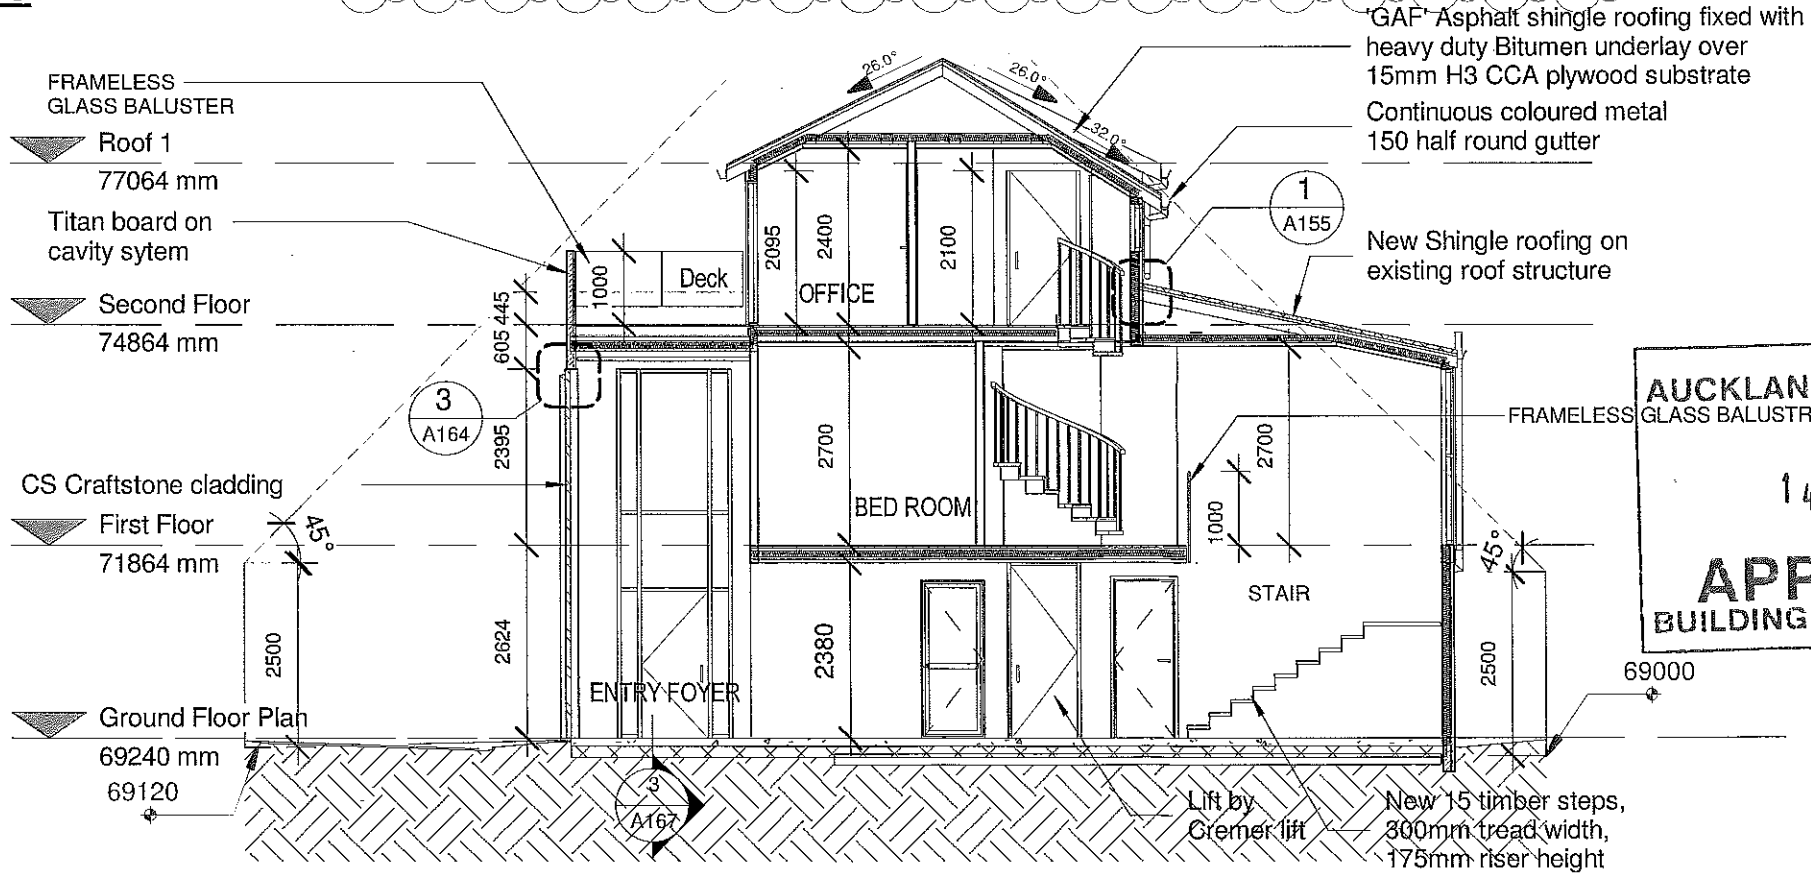 'GAF' Asphalt shingle roofing fixed with
heavy duty Bitumen underlay over
15mm H3 CCA plywood substrate
Continuous coloured metal
150 half round gutter
FRAMELESS
GLASS BALUSTER
Roof 1
77064 mm
Titan board on
cavity sytem
Second Floor
74864 mm
26.0°
26.0°
32.0°
1
A155
New Shingle roofing on
existing roof structure
1000
Deck
2095
2400
2100
OFFICE
445
605
3
A164
2395
2700
BED ROOM
2700
1000
FRAMELESS GLASS BALUSTR
CS Craftstone cladding
First Floor
71864 mm
45°
45°
2500
2624
2380
STAIR
2500
ENTRY FOYER
Ground Floor Plan
69240 mm
69120
69000
3
A167
Lift by
Cremer lift
New 15 timber steps,
300mm tread width,
175mm riser height
AUCKLAN
1
APP
BUILDING